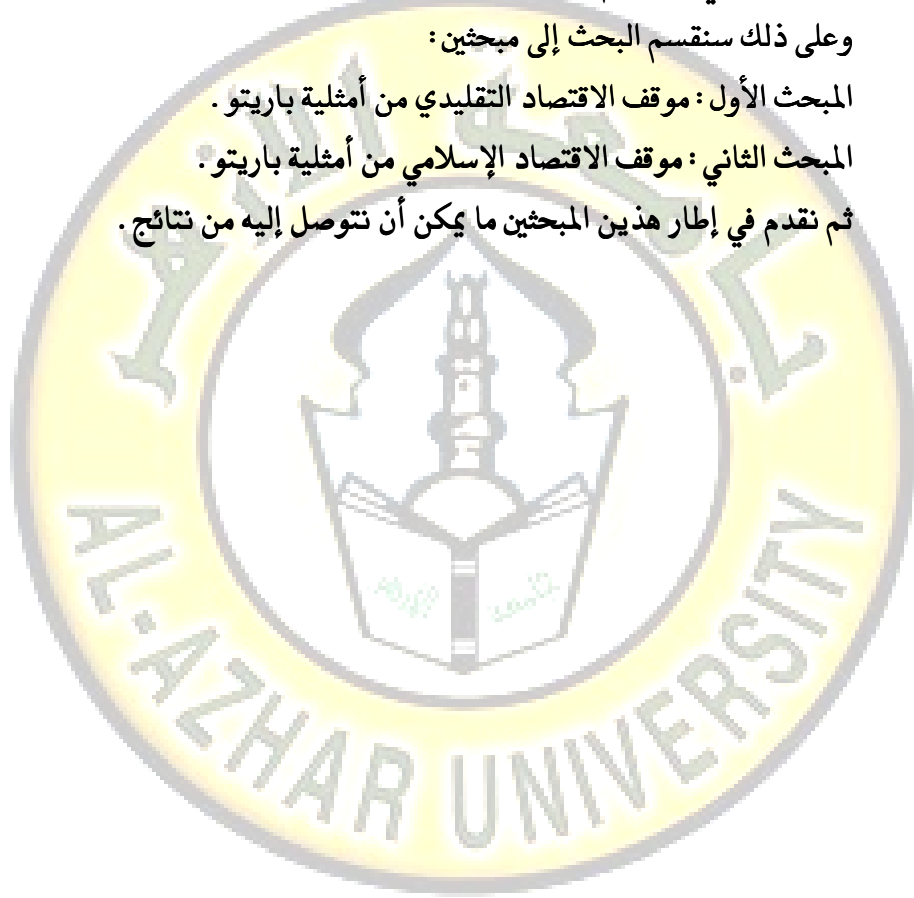 وعلى ذلك سنقسم البحث إلى مبحثين :
المبحث الأول : موقف الاقتصاد التقليدي من أمثلية باريتو .
المبحث الثاني : موقف الاقتصاد الإسلامي من أمثلية باريتو .
ثم نقدم في إطار هذين المبحثين ما يمكن أن نتوصل إليه من نتائج .
جامعة الأزهر
AL-AZHAR UNIVERSITY